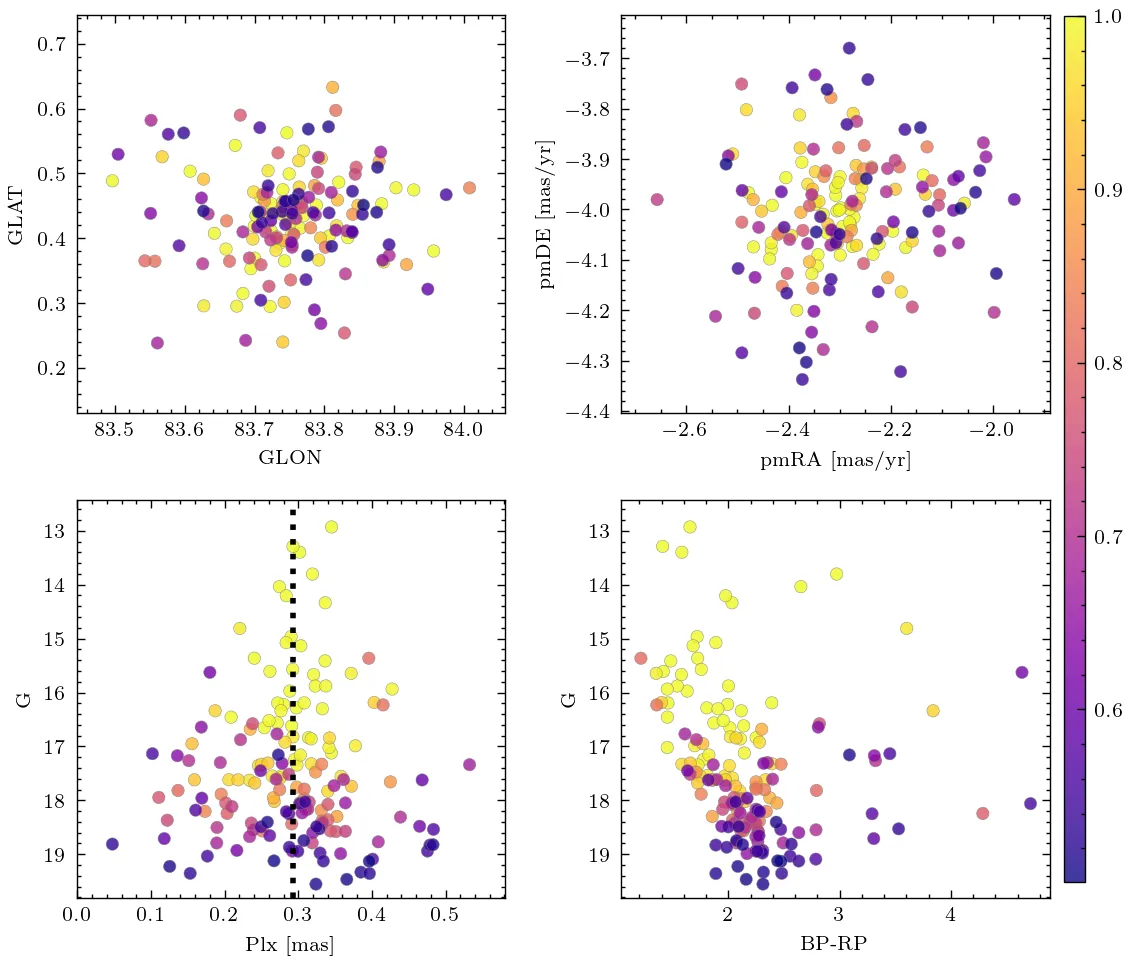 0.7
0.6
0.5
0.4
0.3
0.2
GLAT
83.5 83.6 83.7 83.8 83.9 84.0
GLON
−3.7
−3.8
−3.9
−4.0
−4.1
−4.2
−4.3
−4.4
pmDE [mas/yr]
−2.6 −2.4 −2.2 −2.0
pmRA [mas/yr]
1.0
0.9
0.8
0.7
0.6
13
14
15
16
17
18
19
G
0.0 0.1 0.2 0.3 0.4 0.5
Plx [mas]
13
14
15
16
17
18
19
G
2 3 4
BP-RP